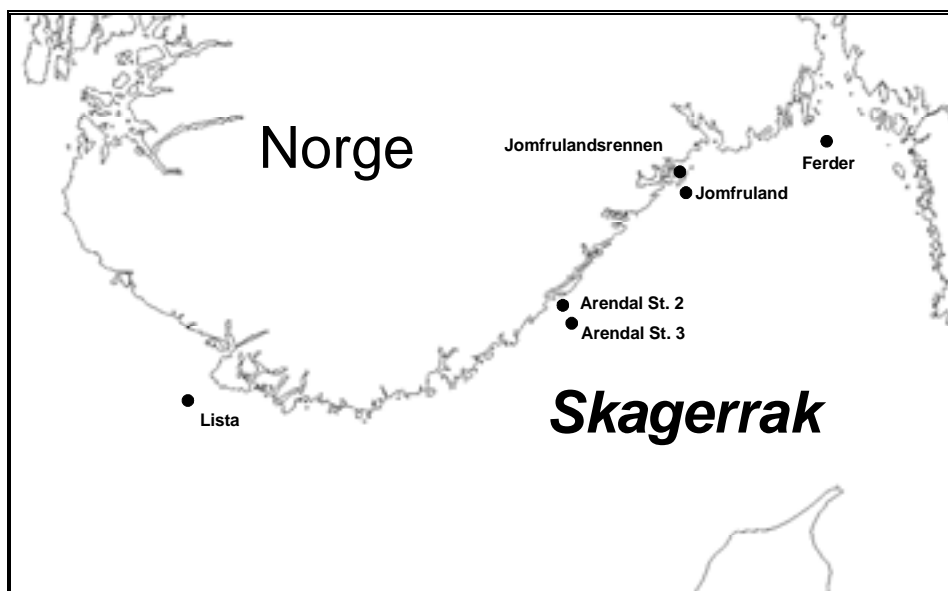 Norge
Jomfrulandsrennen
Ferder
Jomfruland
Arendal St. 2
Arendal St. 3
Skagerrak
Lista